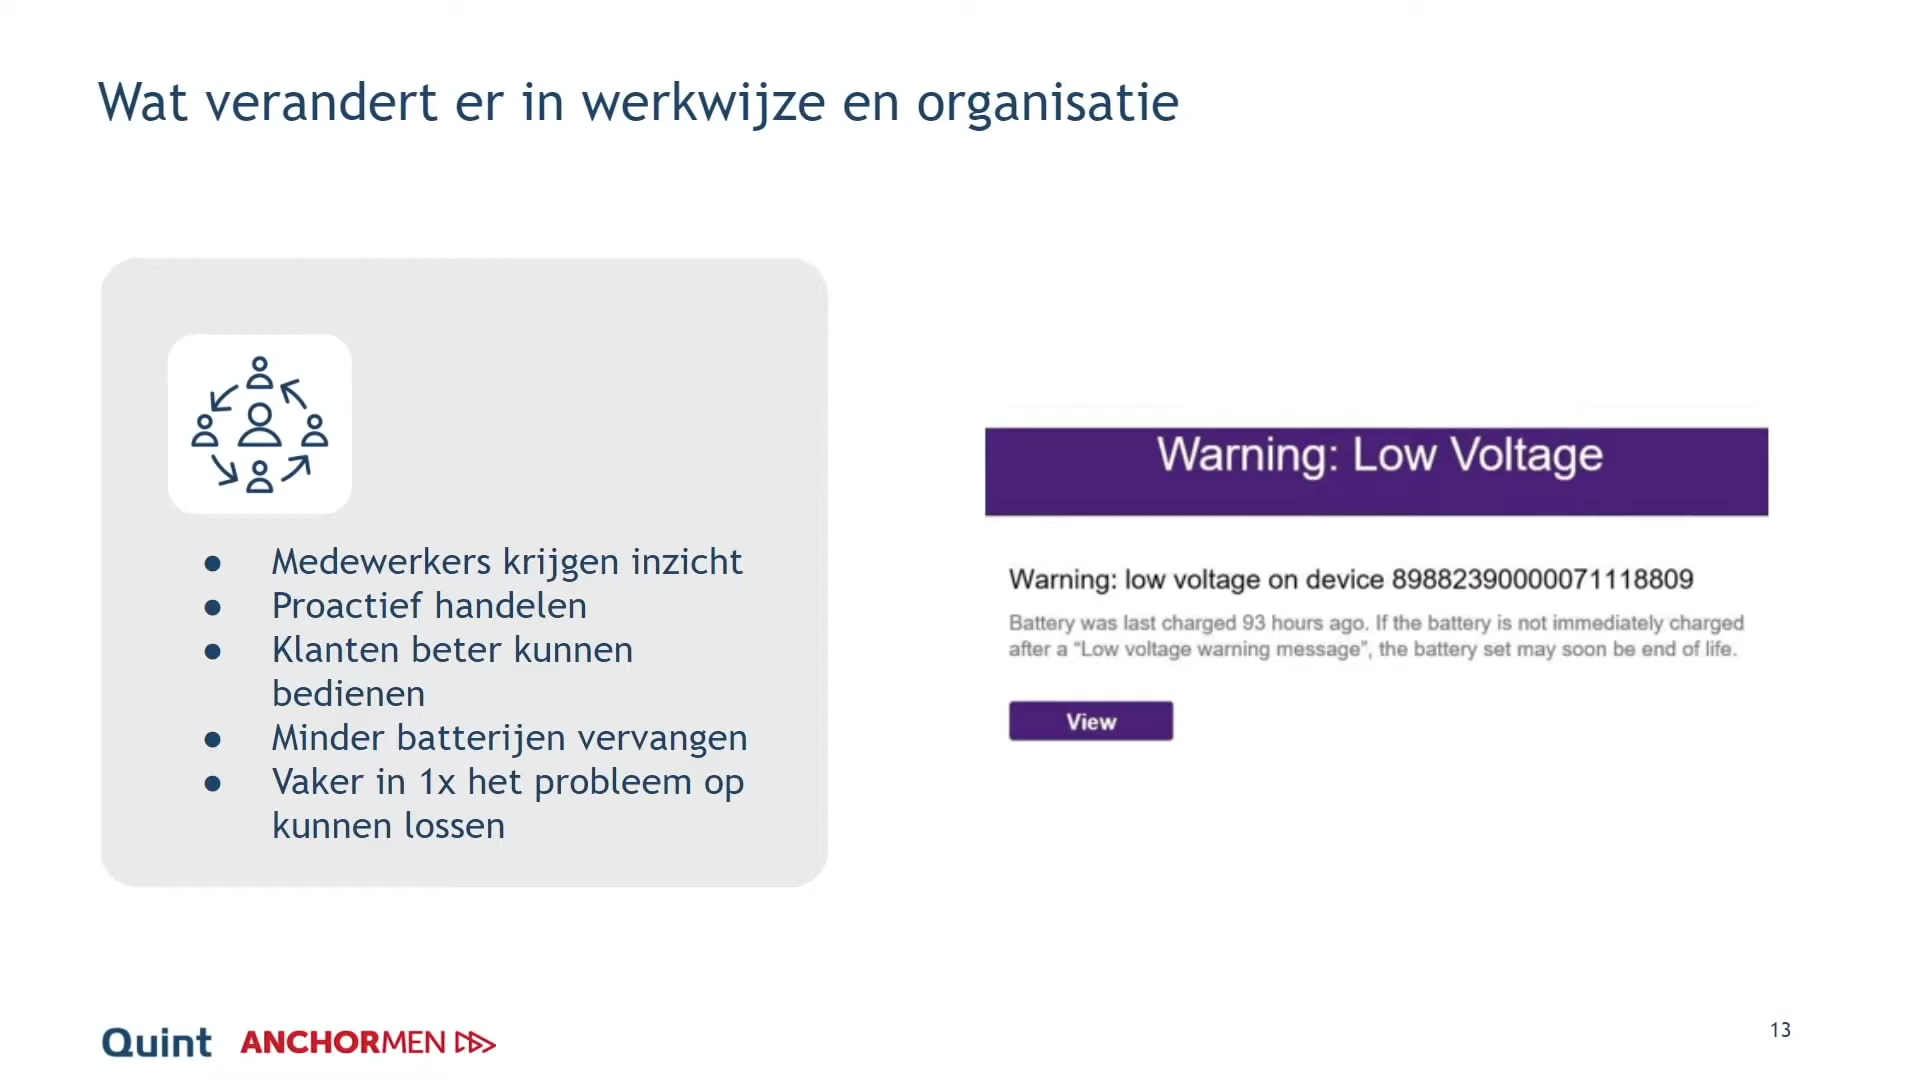 Wat verandert er in werkwijze en organisatie
● Medewerkers krijgen inzicht
● Proactief handelen
● Klanten beter kunnen
bedienen
● Minder batterijen vervangen
● Vaker in 1x het probleem op
kunnen lossen
Warning: Low Voltage
Warning: low voltage on device 89882390000071118809
Battery was last charged 93 hours ago. If the battery is not immediately charged
after a “Low voltage warning message”, the battery set may soon be end of life.
View
Quint ANCHORMEN
13